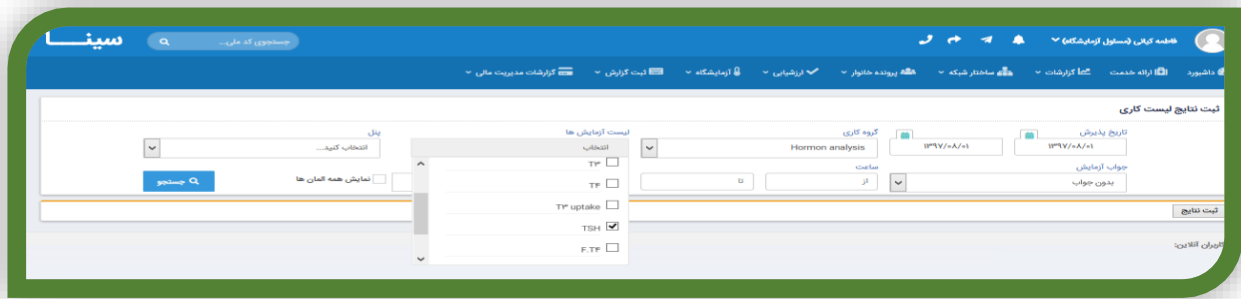 فاطمه کیانی (مسئول آزمایشگاه) جستجوی کد ملی... سینا
داشبورد ارائه خدمت گزارشات ساختار شبکه پرونده خانوار ارزشیابی آزمایشگاه ثبت گزارش گزارشات مدیریت مالی
ثبت نتایج لیست کاری
تاریخ پذیرش گروه کاری لیست آزمایش ها پنل
۱۳۹۷/۰۸/۰۱ ۱۳۹۷/۰۸/۰۱ Hormon analysis انتخاب انتخاب کنید...
جواب آزمایش ساعت
بدون جواب از تا نمایش همه المان ها جستجو
T۳
T۴
T۳ uptake
TSH
F.T۴
ثبت نتایج
کاربران آنلاین: